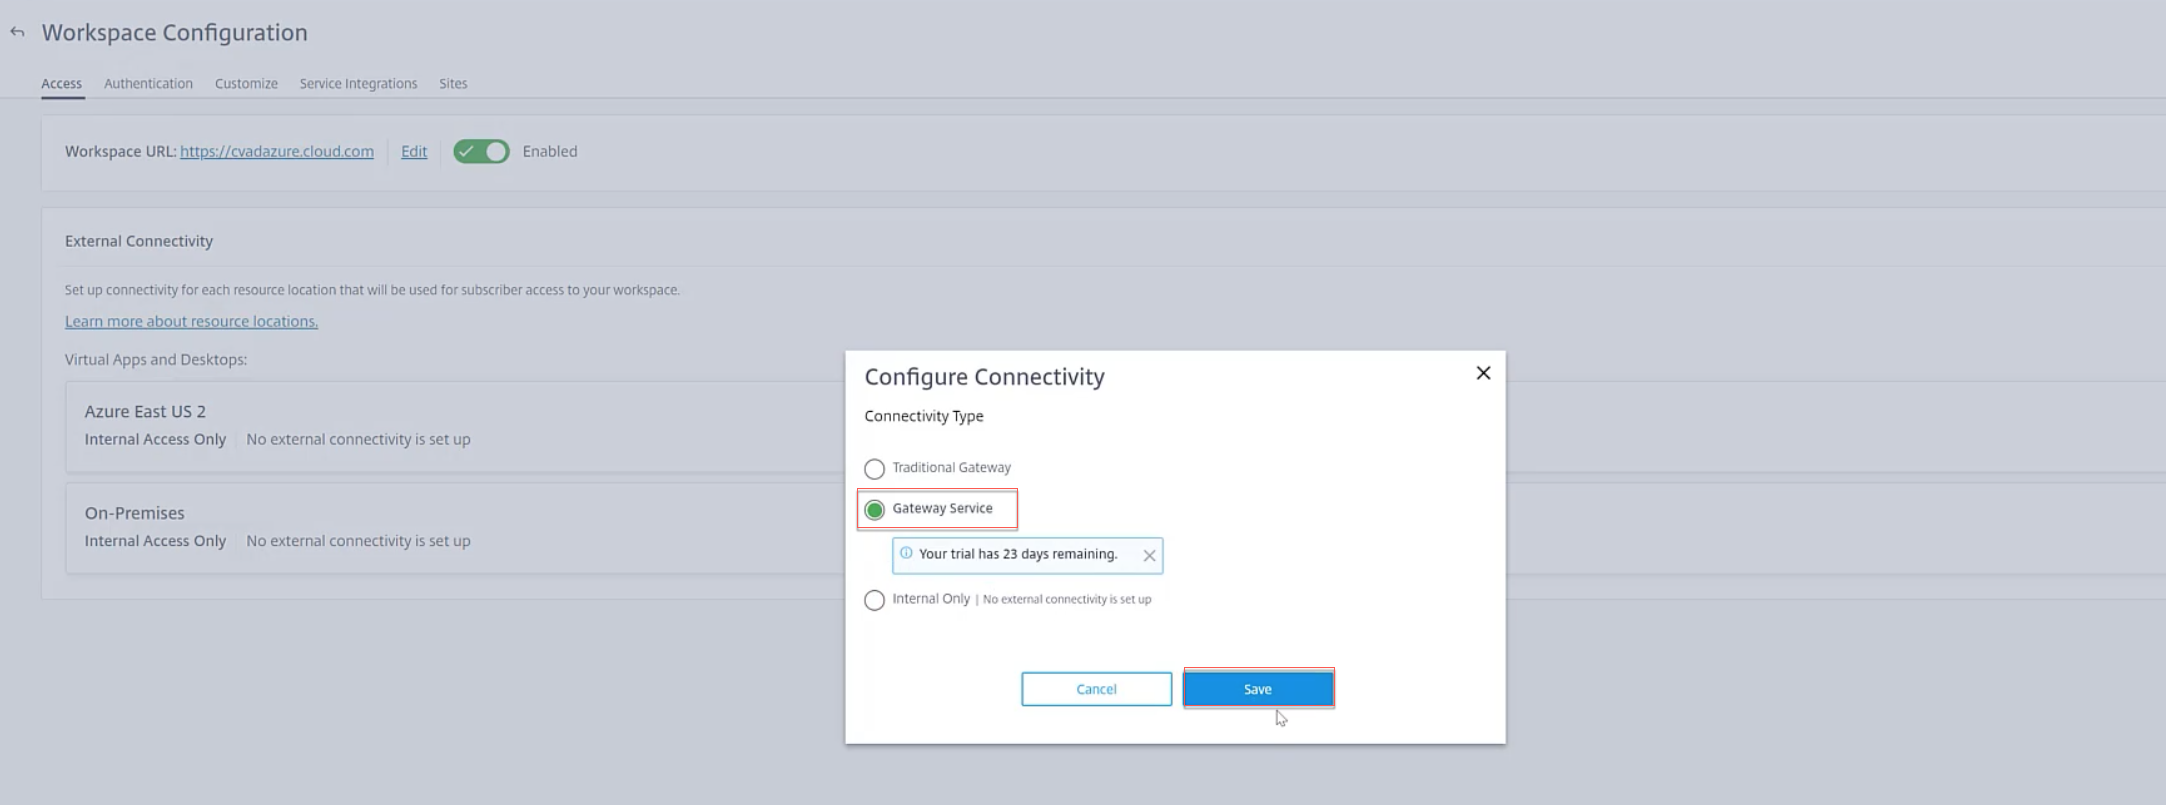 Workspace Configuration
Access Authentication Customize Service Integrations Sites
Workspace URL: https://cvadazure.cloud.com Edit Enabled
External Connectivity
Set up connectivity for each resource location that will be used for subscriber access to your workspace.
Learn more about resource locations.
Virtual Apps and Desktops:
Azure East US 2
Internal Access Only No external connectivity is set up
On-Premises
Internal Access Only No external connectivity is set up
Configure Connectivity
Connectivity Type
Traditional Gateway
Gateway Service
Your trial has 23 days remaining.
Internal Only | No external connectivity is set up
Cancel Save